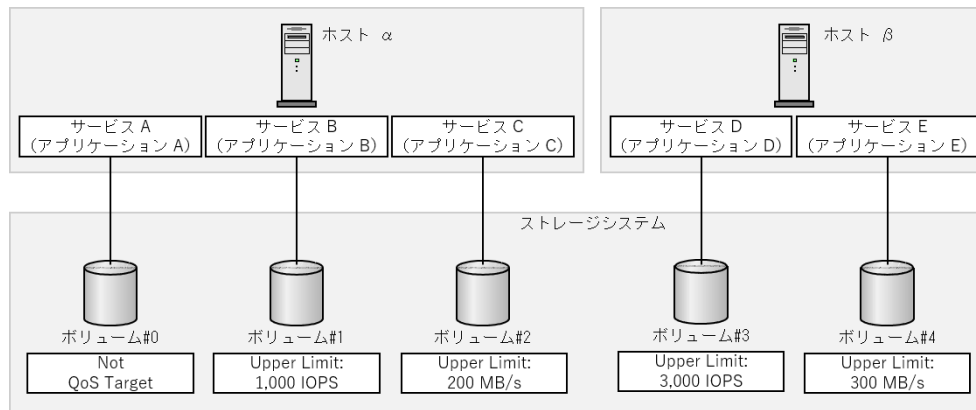 ホスト α
ホスト β
サービス A
(アプリケーション A)
サービス B
(アプリケーション B)
サービス C
(アプリケーション C)
サービス D
(アプリケーション D)
サービス E
(アプリケーション E)
ストレージシステム
ボリューム#0
ボリューム#1
ボリューム#2
ボリューム#3
ボリューム#4
Not
QoS Target
Upper Limit:
1,000 IOPS
Upper Limit:
200 MB/s
Upper Limit:
3,000 IOPS
Upper Limit:
300 MB/s